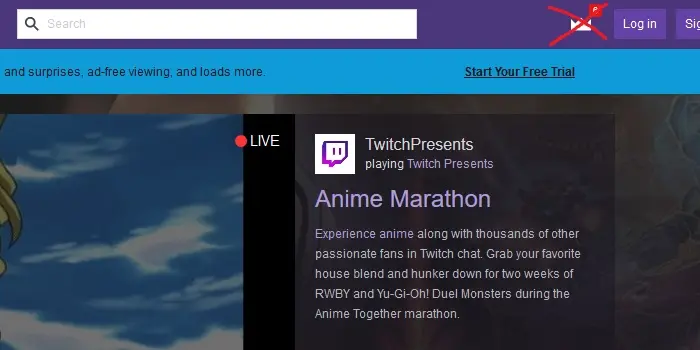 Search
Log in
Sig
and surprises, ad-free viewing, and loads more.
Start Your Free Trial
LIVE
TwitchPresents
playing Twitch Presents
Anime Marathon
Experience anime along with thousands of other
passionate fans in Twitch chat. Grab your favorite
house blend and hunker down for two weeks of
RWBY and Yu-Gi-Oh! Duel Monsters during the
Anime Together marathon.